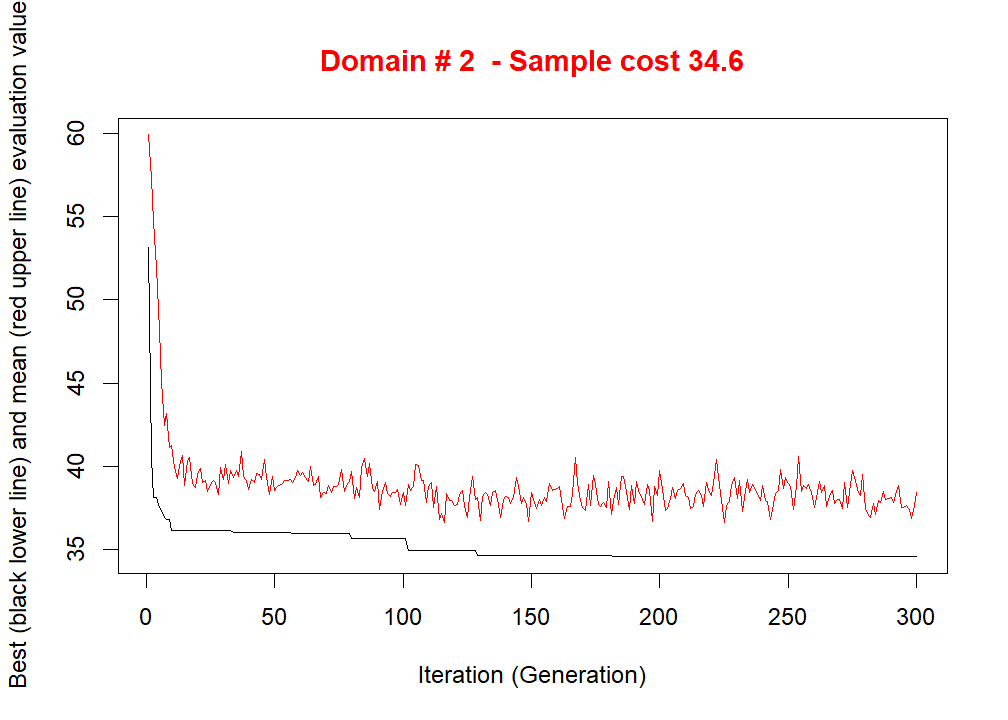 Domain # 2  - Sample cost 34.6
Best (black lower line) and mean (red upper line) evaluation value
60
55
50
45
40
35
0 50 100 150 200 250 300
Iteration (Generation)